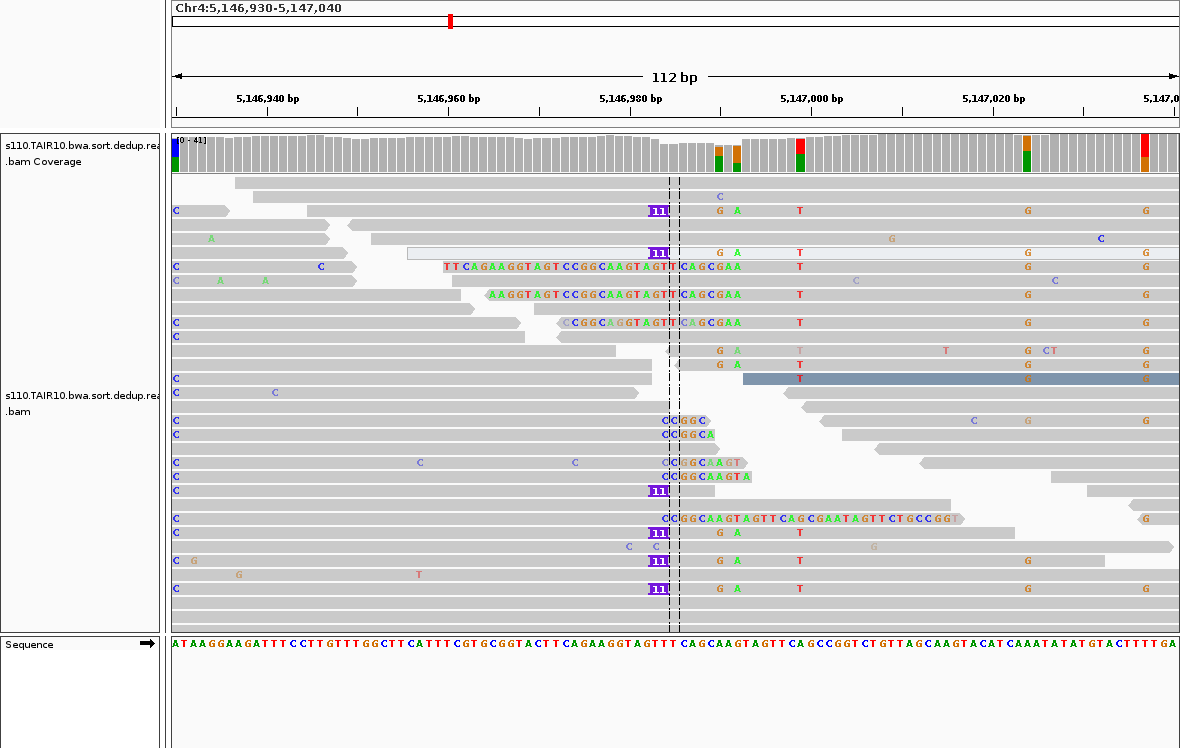 Chr4:5,146,930-5,147,040
112 bp
5,146,940 bp 5,146,960 bp 5,146,980 bp 5,147,000 bp 5,147,020 bp 5,147,0
s110.TAIR10.bwa.sort.dedup.rea
.bam Coverage
[0 - 41]
C
C 11 G A T G G
A G C
11 G A T G G
C C TTCAGAAGGTAGTCCGGCAAGTAGTTCAGCGAA T G G
C A A C C
AAGGTAGTCCGGCAAGTAGTTCAGCGAA T G G
C CCGGCAGGTAGTTCAGCGAA T G G
C
G A T T G CT G
G A T G G
C T G G
C C
s110.TAIR10.bwa.sort.dedup.rea
.bam
C CCGGC C G G
C CCGGCA
C C C CCGGCAAGT
C CCGGCAAGTA
C 11
C CCGGCAAGTAGTTCAGCGAATAGTTCTGCCGGT G
C 11 G A T
C C G
C G 11 G A T G
G T
C 11 G A T G G
Sequence
ATAAGGAAGATTTCCTTGTTTGGCTTCATTTCGTGCGGTACTTCAGAAGGTAGTTTCAGCAAGTAGTTCAGCCGGTCTGTTAGCAAGTACATCAAATATATGTACTTTTGA